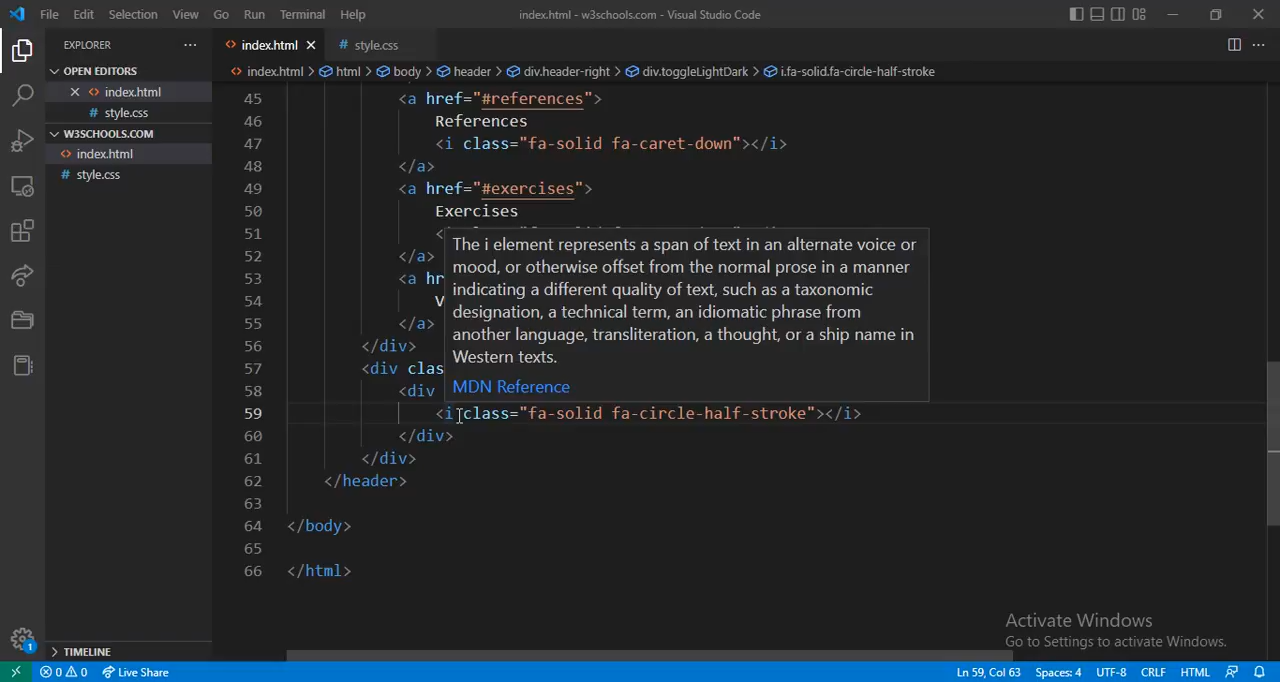 File Edit Selection View Go Run Terminal Help
index.html - w3schools.com - Visual Studio Code
EXPLORER
OPEN EDITORS
index.html
style.css
W3SCHOOLS.COM
index.html
style.css
TIMELINE
index.html
style.css
index.html html body header div.header-right div.toggleLightDark i.fa-solid.fa-circle-half-stroke
45 <a href="#references">
46 References
47 <i class="fa-solid fa-caret-down"></i>
48 </a>
49 <a href="#exercises">
50 Exercises
51 <
52 </a>
53 <a hr
54 V
55 </a>
56 </div>
57 <div clas
58 <div
59 <i class="fa-solid fa-circle-half-stroke"></i>
60 </div>
61 </div>
62 </header>
63
64 </body>
65
66 </html>
The i element represents a span of text in an alternate voice or
mood, or otherwise offset from the normal prose in a manner
indicating a different quality of text, such as a taxonomic
designation, a technical term, an idiomatic phrase from
another language, transliteration, a thought, or a ship name in
Western texts.
MDN Reference
Activate Windows
Go to Settings to activate Windows.
1
0 0 Live Share
Ln 59, Col 63 Spaces: 4 UTF-8 CRLF HTML